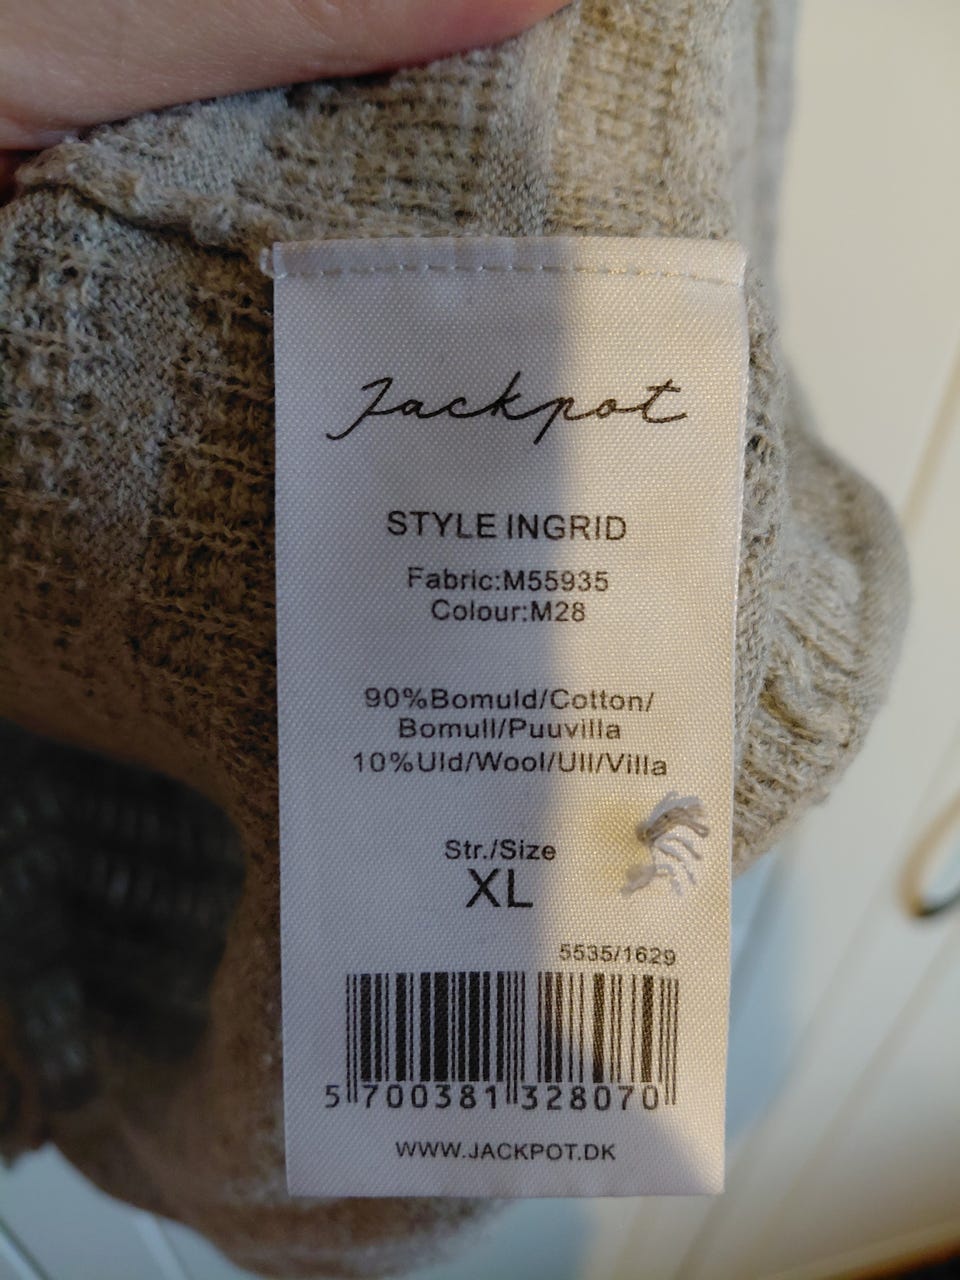 Jackpot
STYLE INGRID
Fabric:M55935
Colour:M28
90%Bomuld/Cotton/
Bomull/Puuvilla
10%Uld/Wool/Ull/Villa
Str./Size
XL
5535/1629
5 700381 328070
WWW.JACKPOT.DK